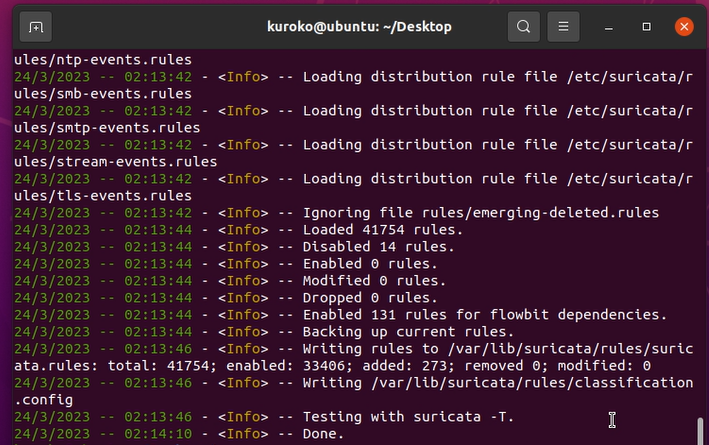 kuroko@ubuntu: ~/Desktop
ules/ntp-events.rules
24/3/2023 -- 02:13:42 - <Info> -- Loading distribution rule file /etc/suricata/r
ules/smb-events.rules
24/3/2023 -- 02:13:42 - <Info> -- Loading distribution rule file /etc/suricata/r
ules/smtp-events.rules
24/3/2023 -- 02:13:42 - <Info> -- Loading distribution rule file /etc/suricata/r
ules/stream-events.rules
24/3/2023 -- 02:13:42 - <Info> -- Loading distribution rule file /etc/suricata/r
ules/tls-events.rules
24/3/2023 -- 02:13:42 - <Info> -- Ignoring file rules/emerging-deleted.rules
24/3/2023 -- 02:13:44 - <Info> -- Loaded 41754 rules.
24/3/2023 -- 02:13:44 - <Info> -- Disabled 14 rules.
24/3/2023 -- 02:13:44 - <Info> -- Enabled 0 rules.
24/3/2023 -- 02:13:44 - <Info> -- Modified 0 rules.
24/3/2023 -- 02:13:44 - <Info> -- Dropped 0 rules.
24/3/2023 -- 02:13:44 - <Info> -- Enabled 131 rules for flowbit dependencies.
24/3/2023 -- 02:13:44 - <Info> -- Backing up current rules.
24/3/2023 -- 02:13:46 - <Info> -- Writing rules to /var/lib/suricata/rules/suric
ata.rules: total: 41754; enabled: 33406; added: 273; removed 0; modified: 0
24/3/2023 -- 02:13:46 - <Info> -- Writing /var/lib/suricata/rules/classification
.config
24/3/2023 -- 02:13:46 - <Info> -- Testing with suricata -T.
24/3/2023 -- 02:14:10 - <Info> -- Done.